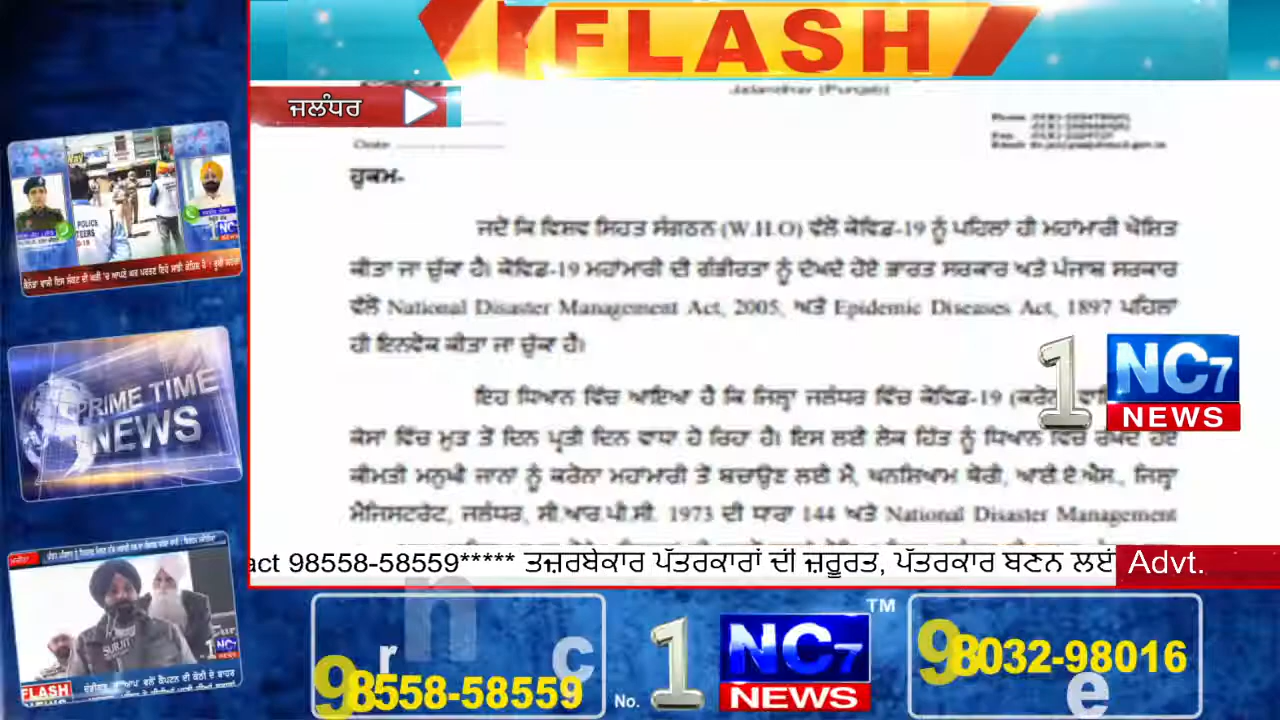 FLASH
Jalandhar (Punjab)
ਜਲੰਧਰ
Date
ਹੁਕਮ-
ਜਦੋਂ ਕਿ ਵਿਸ਼ਵ ਸਿਹਤ ਸੰਗਠਨ (W.H.O) ਵੱਲੋਂ ਕੋਵਿਡ-19 ਨੂੰ ਪਹਿਲਾਂ ਹੀ ਮਹਾਂਮਾਰੀ ਘੋਸ਼ਿਤ
ਕੀਤਾ ਜਾ ਚੁੱਕਾ ਹੈ। ਕੋਵਿਡ-19 ਮਹਾਂਮਾਰੀ ਦੀ ਗੰਭੀਰਤਾ ਨੂੰ ਦੇਖਦੇ ਹੋਏ ਭਾਰਤ ਸਰਕਾਰ ਅਤੇ ਪੰਜਾਬ ਸਰਕਾਰ
ਵੱਲੋਂ National Disaster Management Act, 2005, ਅਤੇ Epidemic Diseases Act, 1897 ਪਹਿਲਾਂ
ਹੀ ਇਨਵੋਕ ਕੀਤਾ ਜਾ ਚੁੱਕਾ ਹੈ।
ਇਹ ਧਿਆਨ ਵਿੱਚ ਆਇਆ ਹੈ ਕਿ ਜਿਲ੍ਹਾ ਜਲੰਧਰ ਵਿੱਚ ਕੋਵਿਡ-19
ਕੇਸਾਂ ਵਿੱਚ ਮੁੜ ਤੋਂ ਦਿਨ ਪ੍ਰਤੀ ਦਿਨ ਵਾਧਾ ਹੋ ਰਿਹਾ ਹੈ। ਇਸ ਲਈ ਲੋਕ ਹਿੱਤ ਨੂੰ ਧਿਆਨ ਵਿੱਚ ਰੱਖਦੇ ਹੋਏ
ਕੀਮਤੀ ਮਨੁੱਖੀ ਜਾਨਾਂ ਨੂੰ ਕਰੋਨਾ ਮਹਾਂਮਾਰੀ ਤੋਂ ਬਚਾਉਣ ਲਈ ਮੈਂ, ਘਨਸ਼ਿਆਮ ਥੋਰੀ, ਆਈ.ਏ.ਐਸ., ਜਿਲ੍ਹਾ
ਮੈਜਿਸਟਰੇਟ, ਜਲੰਧਰ, ਸੀ.ਆਰ.ਪੀ.ਸੀ. 1973 ਦੀ ਧਾਰਾ 144 ਅਤੇ National Disaster Management
1 NC7
NEWS
act 98558-58559***** ਤਜ਼ਰਬੇਕਾਰ ਪੱਤਰਕਾਰਾਂ ਦੀ ਜ਼ਰੂਰਤ, ਪੱਤਰਕਾਰ ਬਣਨ ਲਈ
Advt.
POLICE
PRIME TIME
NEWS
FLASH
98558-58559
No. 1 NC7 TM
NEWS
98032-98016